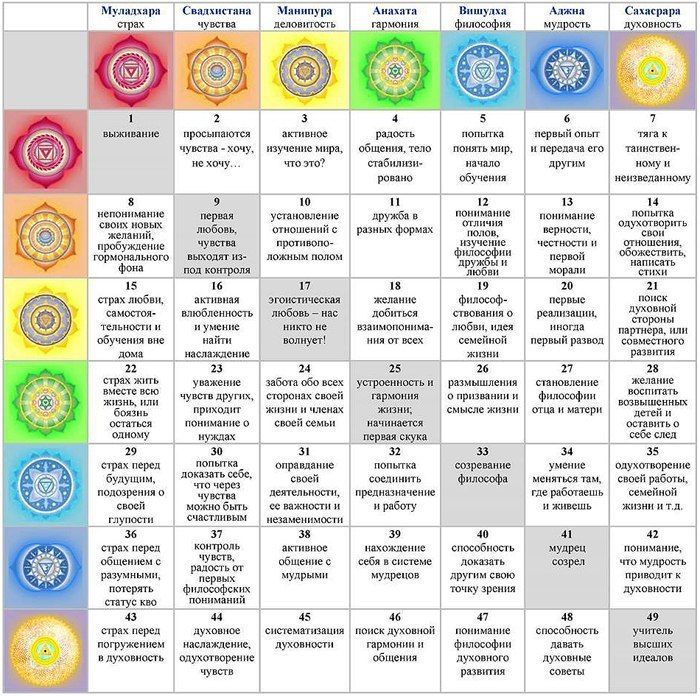 Муладхара
страх
Свадхистана
чувства
Манипура
деловитость
Анахата
гармония
Вишудха
философия
Аджна
мудрость
Сахасрара
духовность
1
выживание
2
просыпаются
чувства - хочу,
не хочу...
3
активное
изучение мира,
что это?
4
радость
общения, тело
стабилизи-
ровано
5
попытка
понять мир,
начало
обучения
6
первый опыт
и передача его
другим
7
тяга к
таинствен-
ному и
неизведанному
8
непонимание
своих новых
желаний,
пробуждение
гормонального
фона
9
первая
любовь,
чувства
выходят из-
под контроля
10
установление
отношений с
противопо-
ложным полом
11
дружба в
разных формах
12
понимание
отличия
полов,
изучение
философии
дружбы и
любви
13
понимание
верности,
честности и
первой
морали
14
попытка
одухотворить
свои
отношения,
обожествить,
написать
стихи
15
страх любви,
самостоя-
тельности и
обучения вне
дома
16
активная
влюбленность
и умение
найти
наслаждение
17
эгоистическая
любовь – нас
никто не
волнует!
18
желание
добиться
взаимопонима-
ния от всех
19
философ-
ствования о
любви, идея
семейной
жизни
20
первые
реализации,
иногда
первый развод
21
поиск
духовной
стороны
партнера, или
совместного
развития
22
страх жить
вместе всю
жизнь, или
боязнь
остаться
одному
23
уважение
чувств других,
приходит
понимание о
нуждах
24
забота обо всех
сторонах своей
жизни и членах
своей семьи
25
устроенность и
гармония
жизни;
начинается
первая скука
26
размышления
о призвании и
смысле жизни
27
становление
философии
отца и матери
28
желание
воспитать
возвышенных
детей и
оставить о
себе след
29
страх перед
будущим,
подозрения о
своей
глупости
30
попытка
доказать себе,
что через
чувства
можно быть
счастливым
31
оправдание
своей
деятельности,
ее важности и
незаменимости
32
попытка
соединить
предназначение
и работу
33
созревание
философа
34
умение
меняться там,
где работаешь
и живешь
35
одухотворение
своей работы,
семейной
жизни и т.д.
36
страх перед
общением с
разумными,
потерять
статус кво
37
контроль
чувств,
радость от
первых
философских
пониманий
38
активное
общение с
мудрыми
39
нахождение
себя в системе
мудрецов
40
способность
доказать
другим свою
точку зрения
41
мудрец
созрел
42
понимание,
что мудрость
приводит к
духовности
43
страх перед
погружением
в духовность
44
духовное
наслаждение,
одухотворение
чувств
45
систематизация
духовности
46
поиск духовной
гармонии и
общения
47
понимание
философии
духовного
развития
48
способность
давать
духовные
советы
49
учитель
высших
идеалов